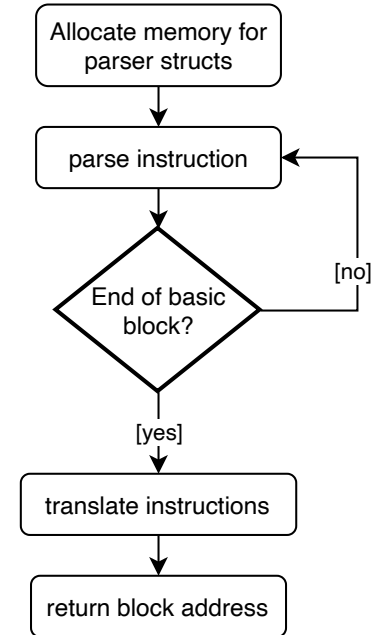 Allocate memory for
parser structs
parse instruction
End of basic
block?
[no]
[yes]
translate instructions
return block address